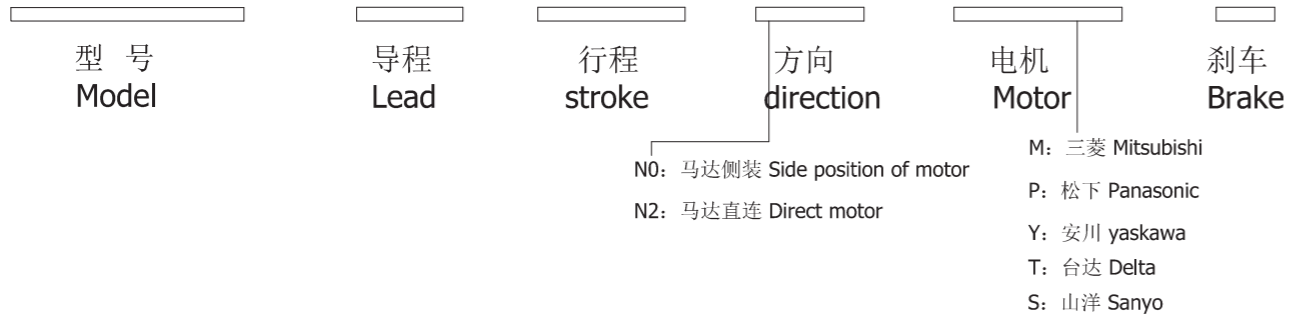 型 号 导程 行程 方向 电机 刹车
Model Lead stroke direction Motor Brake
N0：马达侧装 Side position of motor
N2：马达直连 Direct motor
M：三菱 Mitsubishi
P：松下 Panasonic
Y：安川 yaskawa
T：台达 Delta
S：山洋 Sanyo